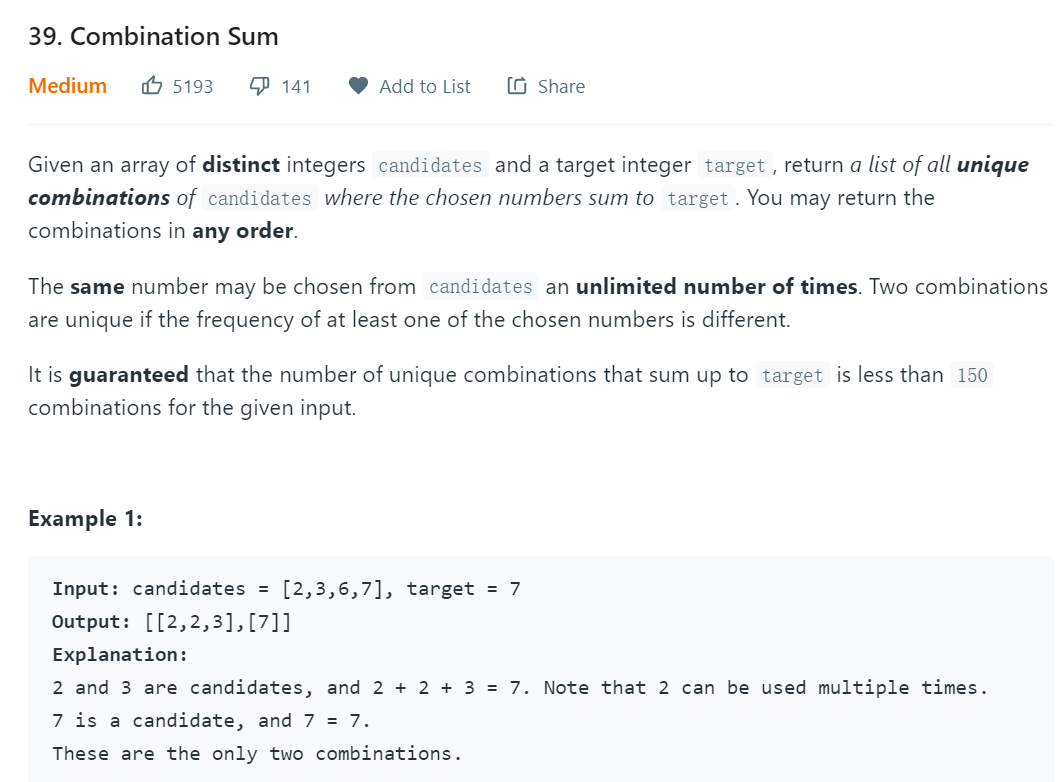 39. Combination Sum
Medium 5193 141 Add to List Share
Given an array of distinct integers candidates and a target integer target, return a list of all unique
combinations of candidates where the chosen numbers sum to target. You may return the
combinations in any order.
The same number may be chosen from candidates an unlimited number of times. Two combinations
are unique if the frequency of at least one of the chosen numbers is different.
It is guaranteed that the number of unique combinations that sum up to target is less than 150
combinations for the given input.
Example 1:
Input: candidates = [2,3,6,7], target = 7
Output: [[2,2,3],[7]]
Explanation:
2 and 3 are candidates, and 2 + 2 + 3 = 7. Note that 2 can be used multiple times.
7 is a candidate, and 7 = 7.
These are the only two combinations.